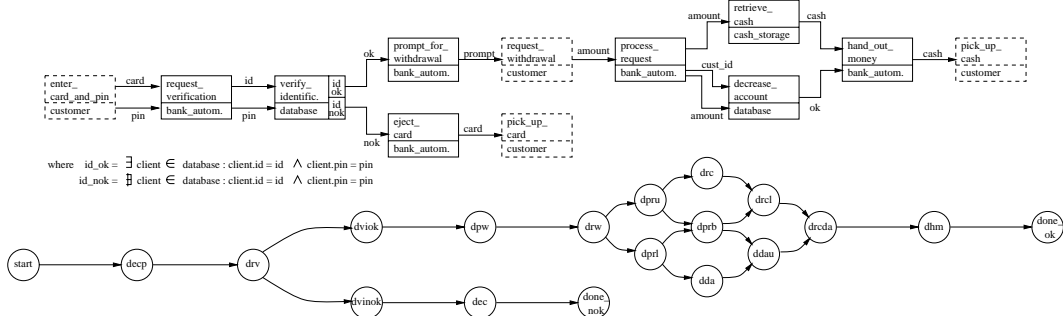 retrieve_
cash
cash_storage
amount
cash
ok
prompt_for_
withdrawal
bank_autom.
prompt
request_
withdrawal
customer
amount
process_
request
bank_autom.
cust_id
hand_out_
money
bank_autom.
cash
pick_up_
cash
customer
enter_
card_and_pin
customer
card
pin
request_
verification
bank_autom.
id
pin
verify_
identific.
database
id
ok
id
nok
decrease_
account
database
amount
ok
nok
eject_
card
bank_autom.
card
pick_up_
card
customer
where id_ok = ∃ client ∈ database : client.id = id ∧ client.pin = pin
id_nok = ∄ client ∈ database : client.id = id ∧ client.pin = pin
drc
dpru
drcl
dviok
dpw
drw
dprb
drcda
dhm
done_
ok
start
decp
drv
dprl
ddau
dda
dvinok
dec
done_
nok